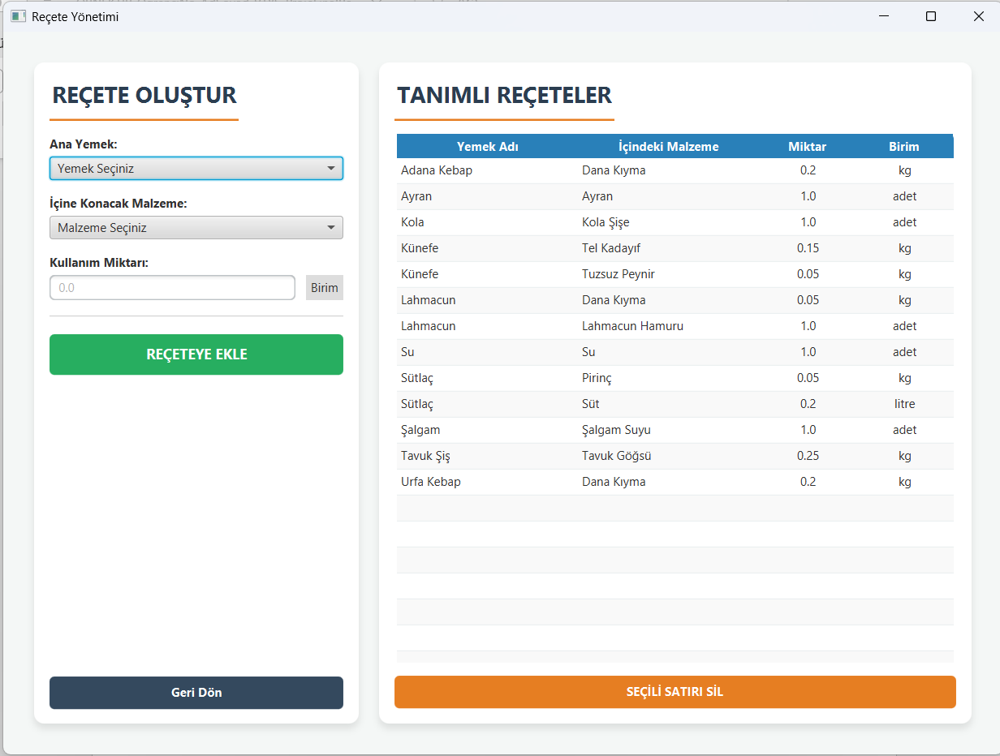 Reçete Yönetimi
REÇETE OLUŞTUR
Ana Yemek:
Yemek Seçiniz
İçine Konacak Malzeme:
Malzeme Seçiniz
Kullanım Miktarı:
0.0 Birim
REÇETEYE EKLE
Geri Dön
TANIMLI REÇETELER
Yemek Adı İçindeki Malzeme Miktar Birim
Adana Kebap Dana Kıyma 0.2 kg
Ayran Ayran 1.0 adet
Kola Kola Şişe 1.0 adet
Künefe Tel Kadayıf 0.15 kg
Künefe Tuzsuz Peynir 0.05 kg
Lahmacun Dana Kıyma 0.05 kg
Lahmacun Lahmacun Hamuru 1.0 adet
Su Su 1.0 adet
Sütlaç Pirinç 0.05 kg
Sütlaç Süt 0.2 litre
Şalgam Şalgam Suyu 1.0 adet
Tavuk Şiş Tavuk Göğsü 0.25 kg
Urfa Kebap Dana Kıyma 0.2 kg
SEÇİLİ SATIRI SİL